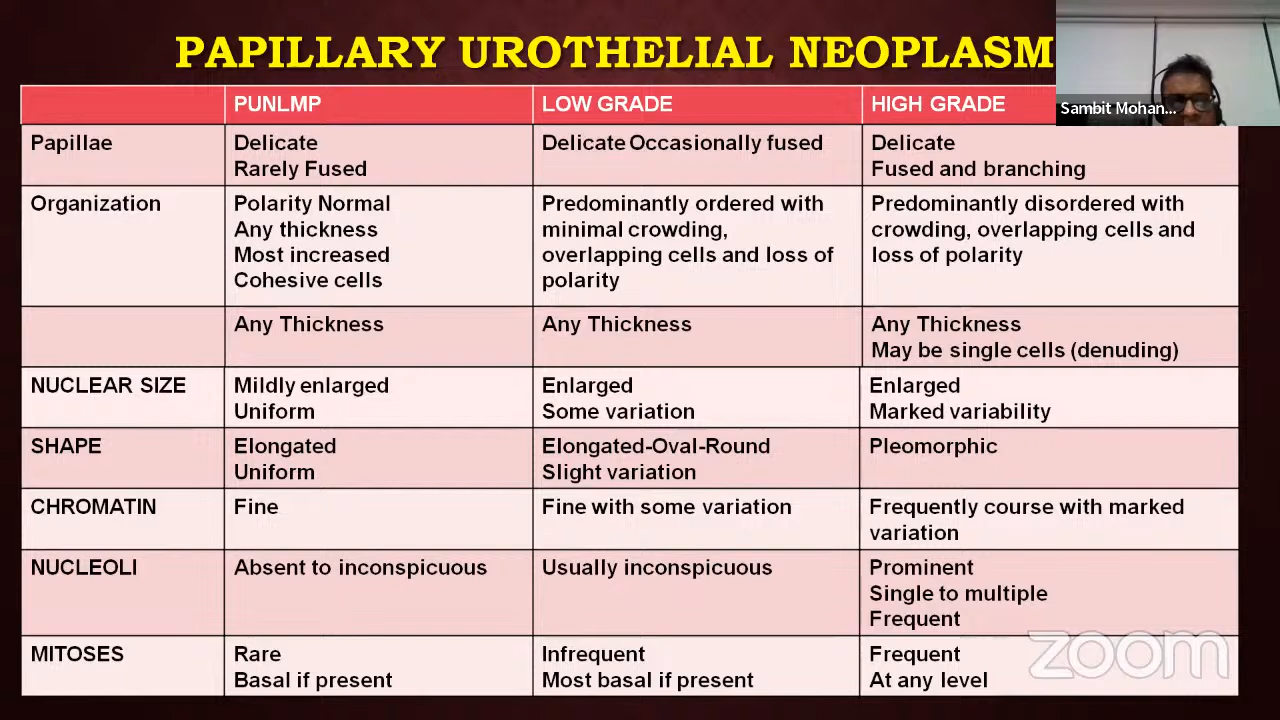 PAPILLARY UROTHELIAL NEOPLASM
Sambit Mohan...
PUNLMP
LOW GRADE
HIGH GRADE
Papillae
Delicate
Rarely Fused
Delicate Occasionally fused
Delicate
Fused and branching
Organization
Polarity Normal
Any thickness
Most increased
Cohesive cells
Predominantly ordered with
minimal crowding,
overlapping cells and loss of
polarity
Predominantly disordered with
crowding, overlapping cells and
loss of polarity
Any Thickness
Any Thickness
Any Thickness
May be single cells (denuding)
NUCLEAR SIZE
Mildly enlarged
Uniform
Enlarged
Some variation
Enlarged
Marked variability
SHAPE
Elongated
Uniform
Elongated-Oval-Round
Slight variation
Pleomorphic
CHROMATIN
Fine
Fine with some variation
Frequently course with marked
variation
NUCLEOLI
Absent to inconspicuous
Usually inconspicuous
Prominent
Single to multiple
Frequent
MITOSES
Rare
Basal if present
Infrequent
Most basal if present
Frequent
At any level
zoom